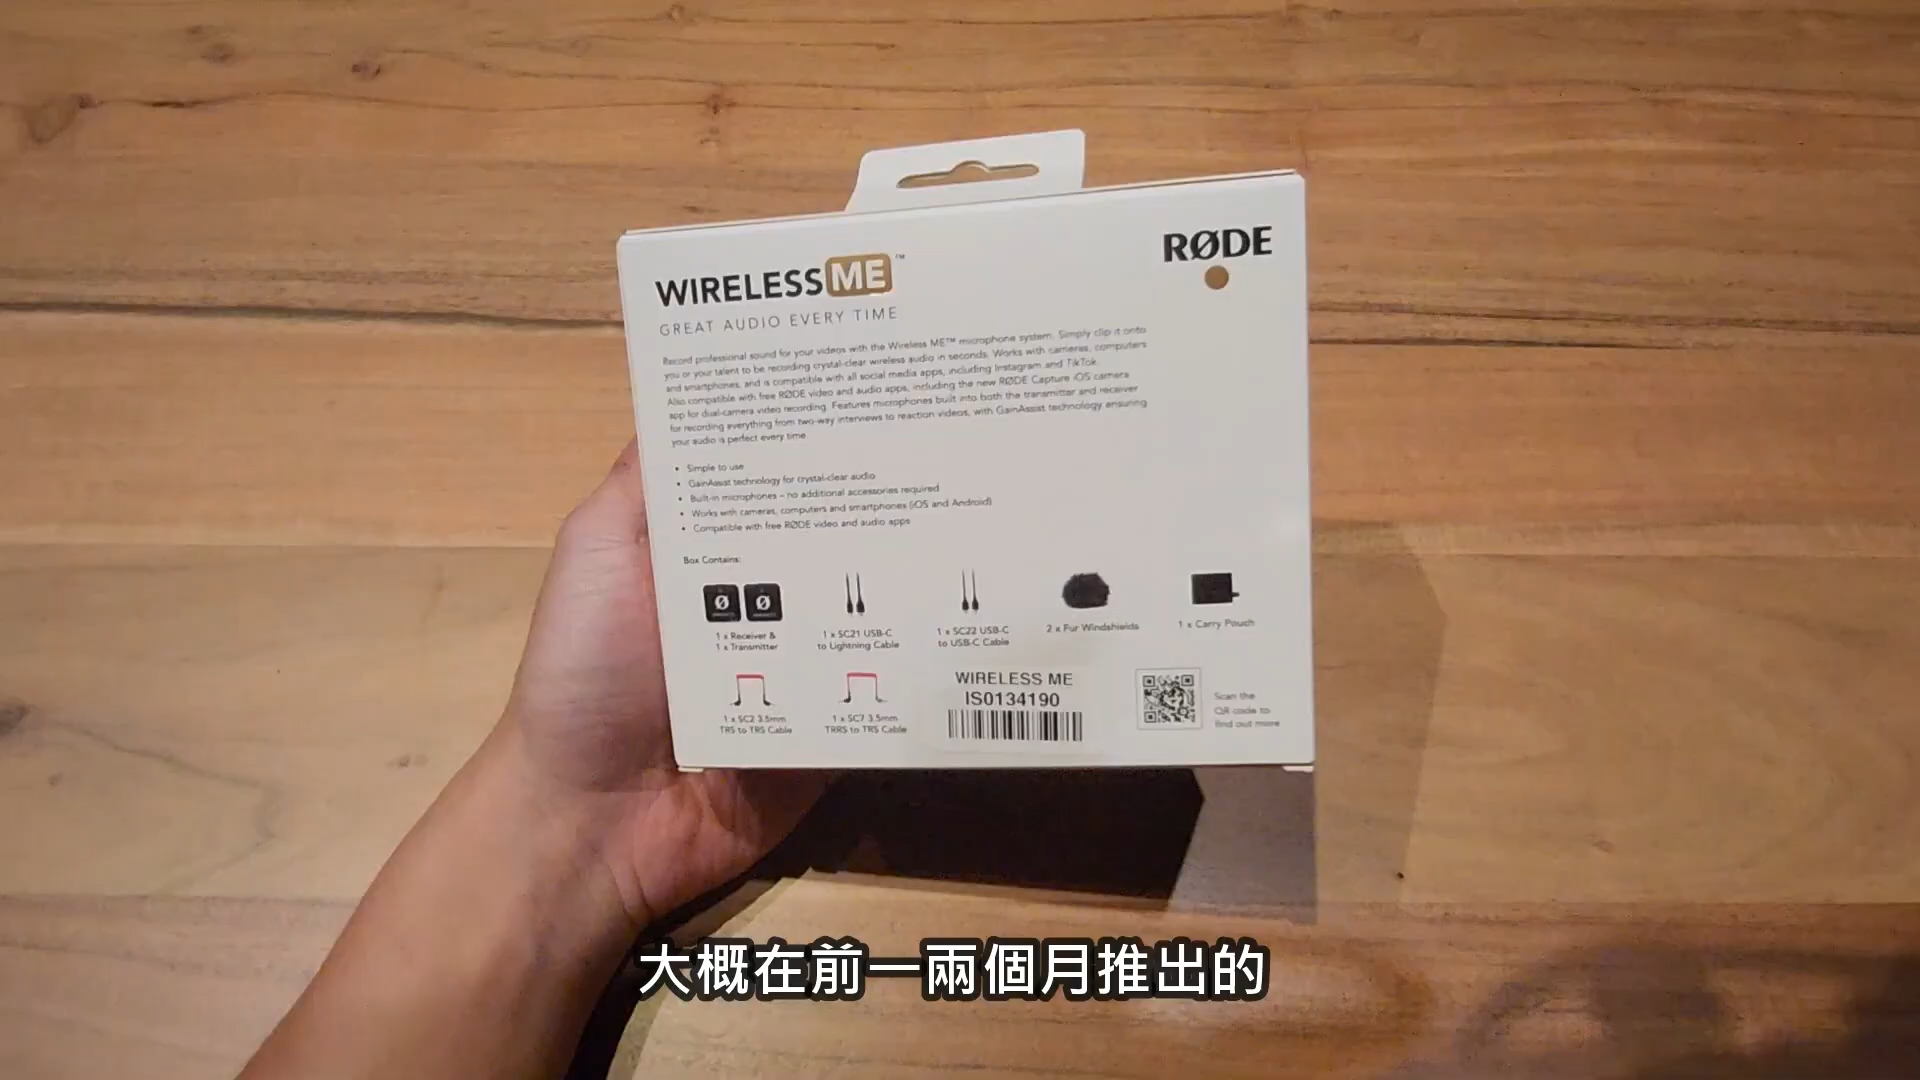 WIRELESS ME™
RØDE
GREAT AUDIO EVERY TIME
Record professional sound for your videos with the Wireless ME™ microphone system. Simply clip it onto
you or your talent to be recording crystal-clear wireless audio in seconds. Works with cameras, computers
and smartphones, and is compatible with all social media apps, including Instagram and TikTok.
Also compatible with free RØDE video and audio apps, including the new RØDE Capture iOS camera
app for dual-camera video recording. Features microphones built into both the transmitter and receiver
for recording everything from two-way interviews to reaction videos, with GainAssist technology ensuring
your audio is perfect every time.
• Simple to use
• GainAssist technology for crystal-clear audio
• Built-in microphones – no additional accessories required
• Works with cameras, computers and smartphones (iOS and Android)
• Compatible with free RØDE video and audio apps
Box Contains:
1 x Receiver &
1 x Transmitter
1 x SC21 USB-C
to Lightning Cable
1 x SC22 USB-C
to USB-C Cable
2 x Fur Windshields
1 x Carry Pouch
1 x SC2 3.5mm
TRS to TRS Cable
1 x SC7 3.5mm
TRRS to TRS Cable
WIRELESS ME
IS0134190
Scan the
QR code to
find out more
大概在前一兩個月推出的